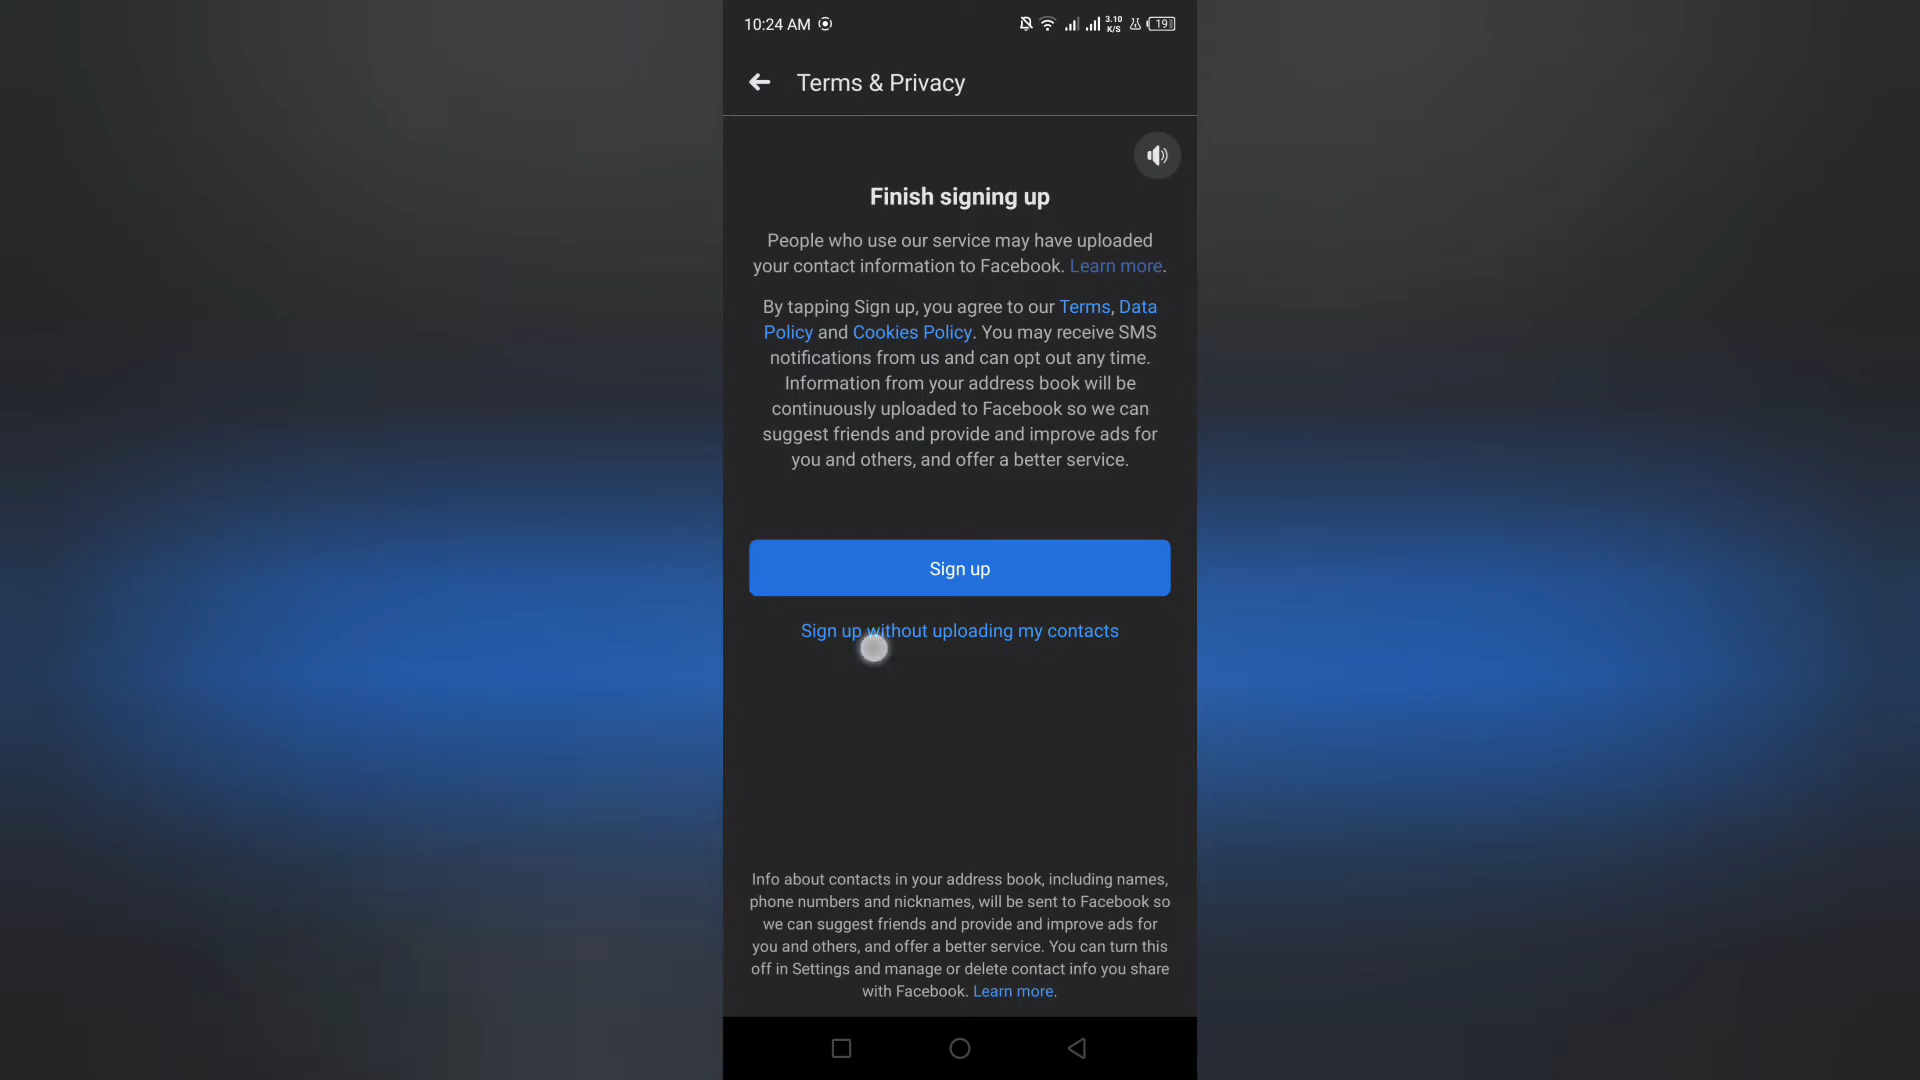 10:24 AM
3.10
K/S
19
Terms & Privacy
Finish signing up
People who use our service may have uploaded
your contact information to Facebook. Learn more.
By tapping Sign up, you agree to our Terms, Data
Policy and Cookies Policy. You may receive SMS
notifications from us and can opt out any time.
Information from your address book will be
continuously uploaded to Facebook so we can
suggest friends and provide and improve ads for
you and others, and offer a better service.
Sign up
Sign up without uploading my contacts
Info about contacts in your address book, including names,
phone numbers and nicknames, will be sent to Facebook so
we can suggest friends and provide and improve ads for
you and others, and offer a better service. You can turn this
off in Settings and manage or delete contact info you share
with Facebook. Learn more.